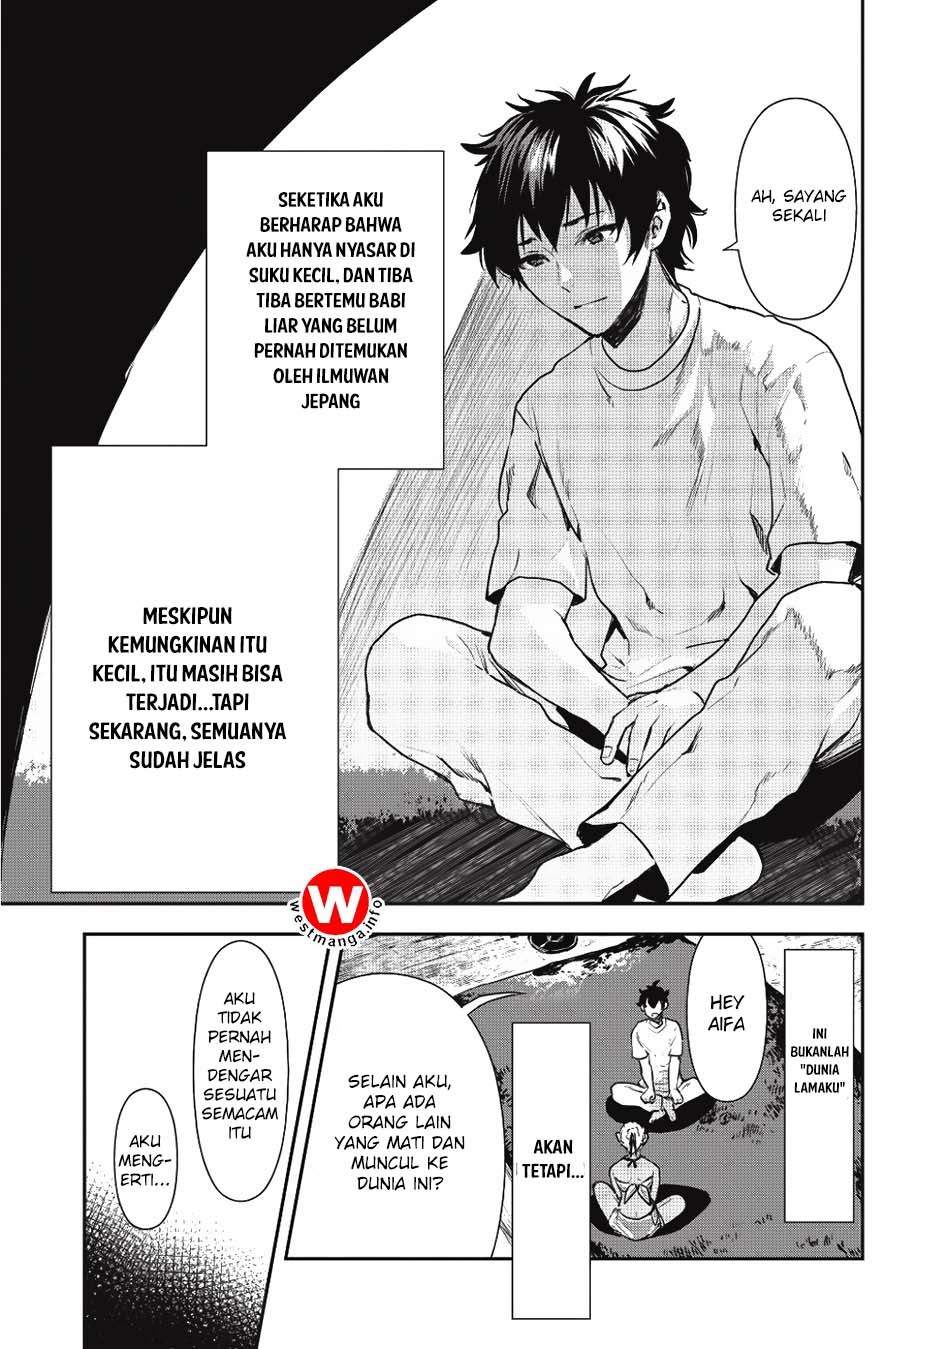 AH, SAYANG
SEKALI
SEKETIKA AKU
BERHARAP BAHWA
AKU HANYA NYASAR DI
SUKU KECIL, DAN TIBA
TIBA BERTEMU BABI
LIAR YANG BELUM
PERNAH DITEMUKAN
OLEH ILMUWAN
JEPANG
MESKIPUN
KEMUNGKINAN ITU
KECIL, ITU MASIH BISA
TERJADI...TAPI
SEKARANG, SEMUANYA
SUDAH JELAS
W
westmanga.info
INI
BUKANLAH
"DUNIA
LAMAKU"
HEY
AIFA
AKAN
TETAPI...
SELAIN AKU,
APA ADA
ORANG LAIN
YANG MATI DAN
MUNCUL KE
DUNIA INI?
AKU
TIDAK
PERNAH
MEN-
DENGAR
SESUATU
SEMACAM
ITU
AKU
MENG-
ERTI...